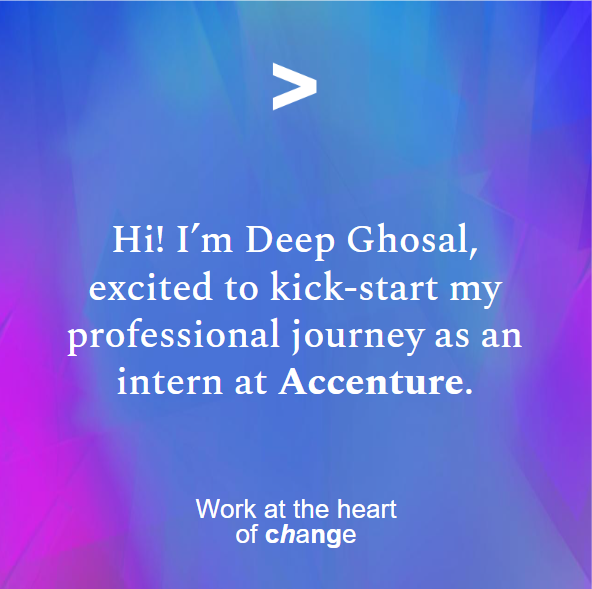 >
Hi! I´m Deep Ghosal,
excited to kick-start my
professional journey as an
intern at Accenture.
Work at the heart
of change